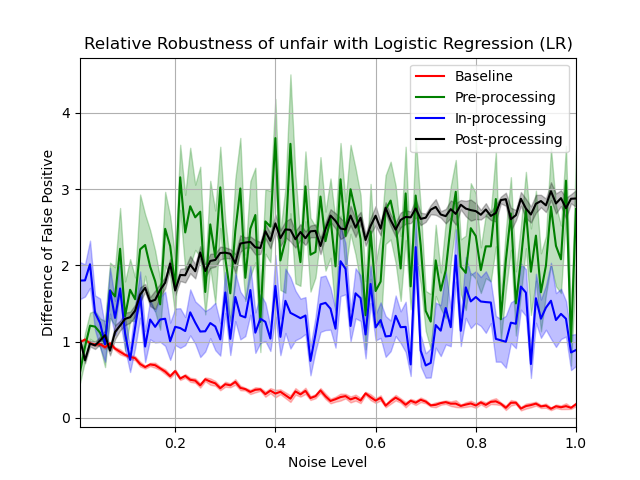 Relative Robustness of unfair with Logistic Regression (LR)
Difference of False Positive
4
3
2
1
0
Baseline
Pre-processing
In-processing
Post-processing
0.2 0.4 0.6 0.8 1.0
Noise Level